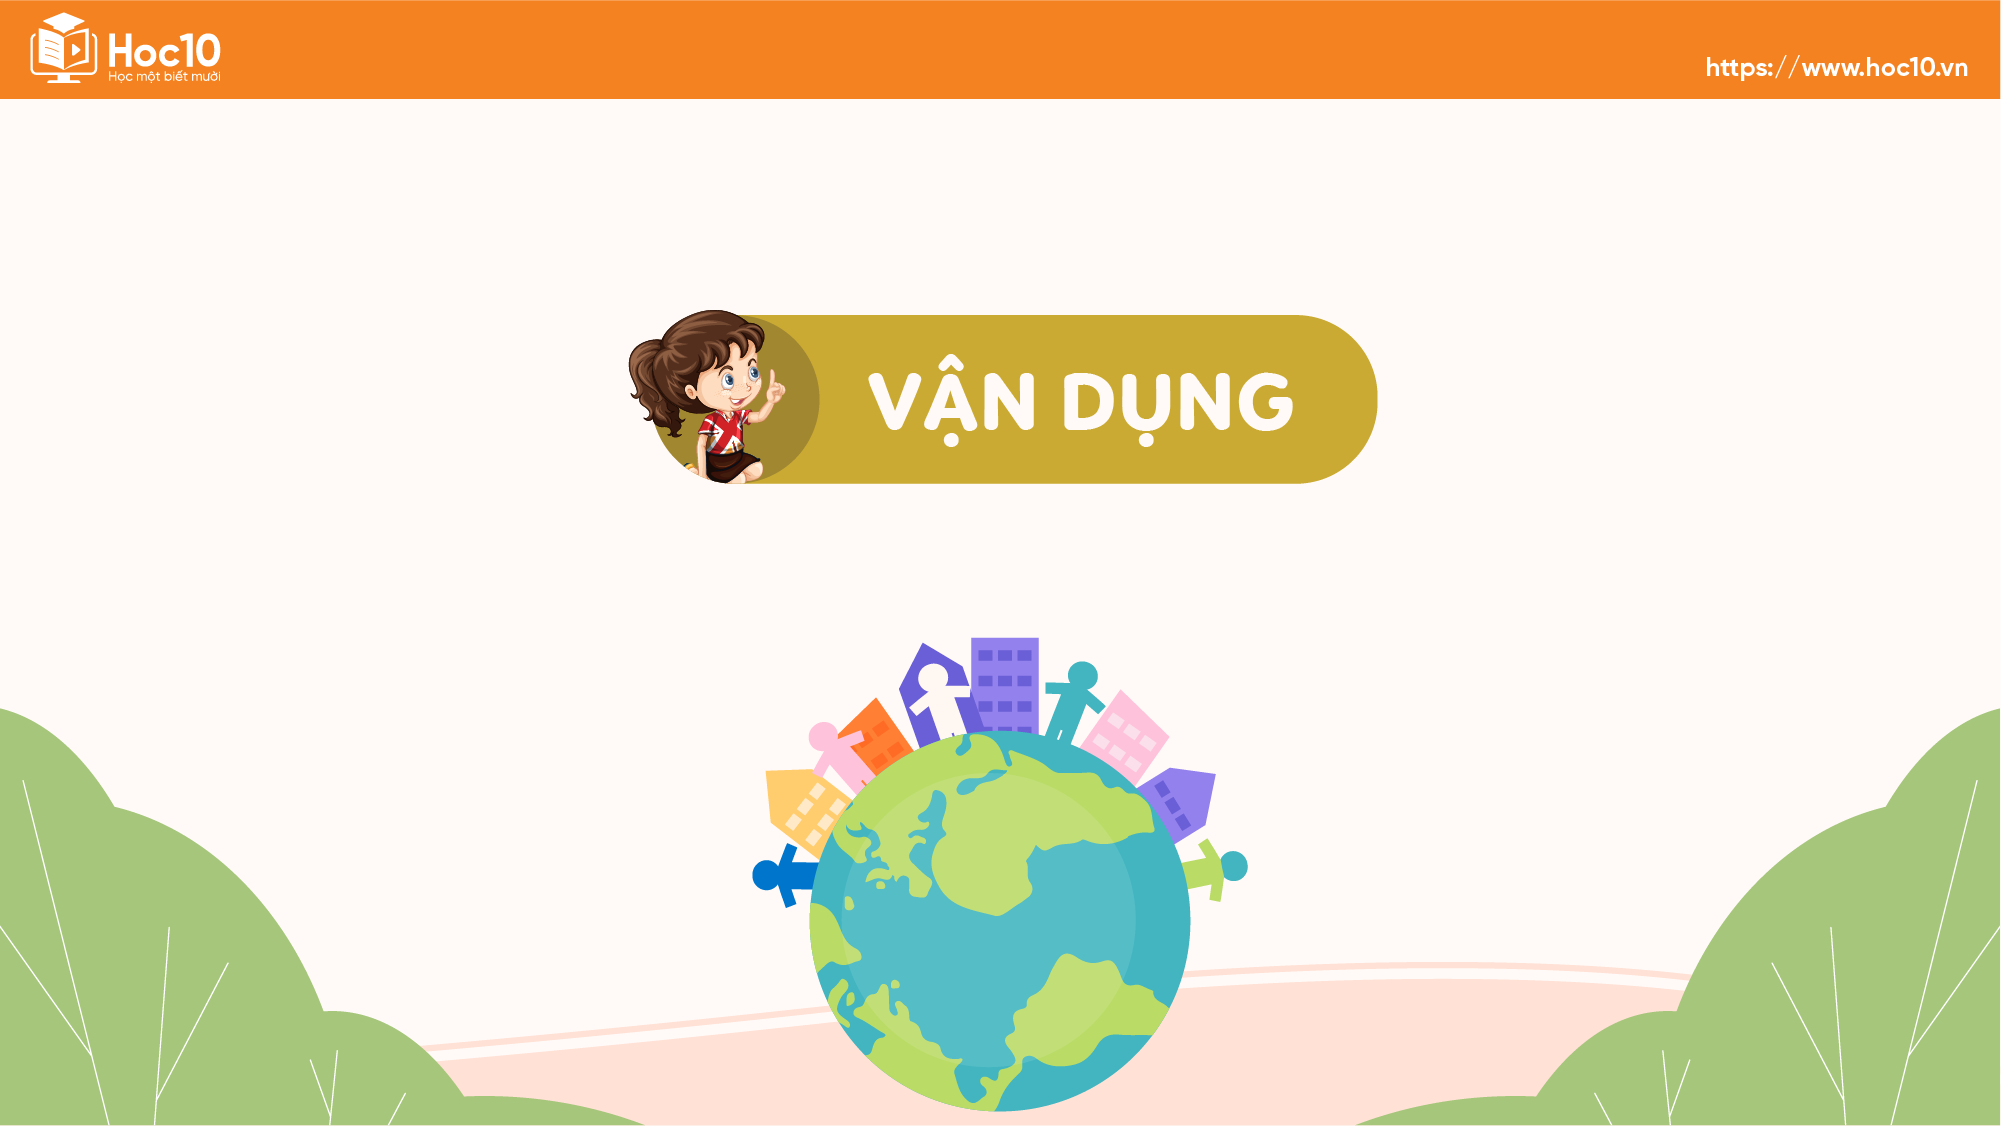 Hoc10
Học một biết mười
https://www.hoc10.vn
VẬN DỤNG